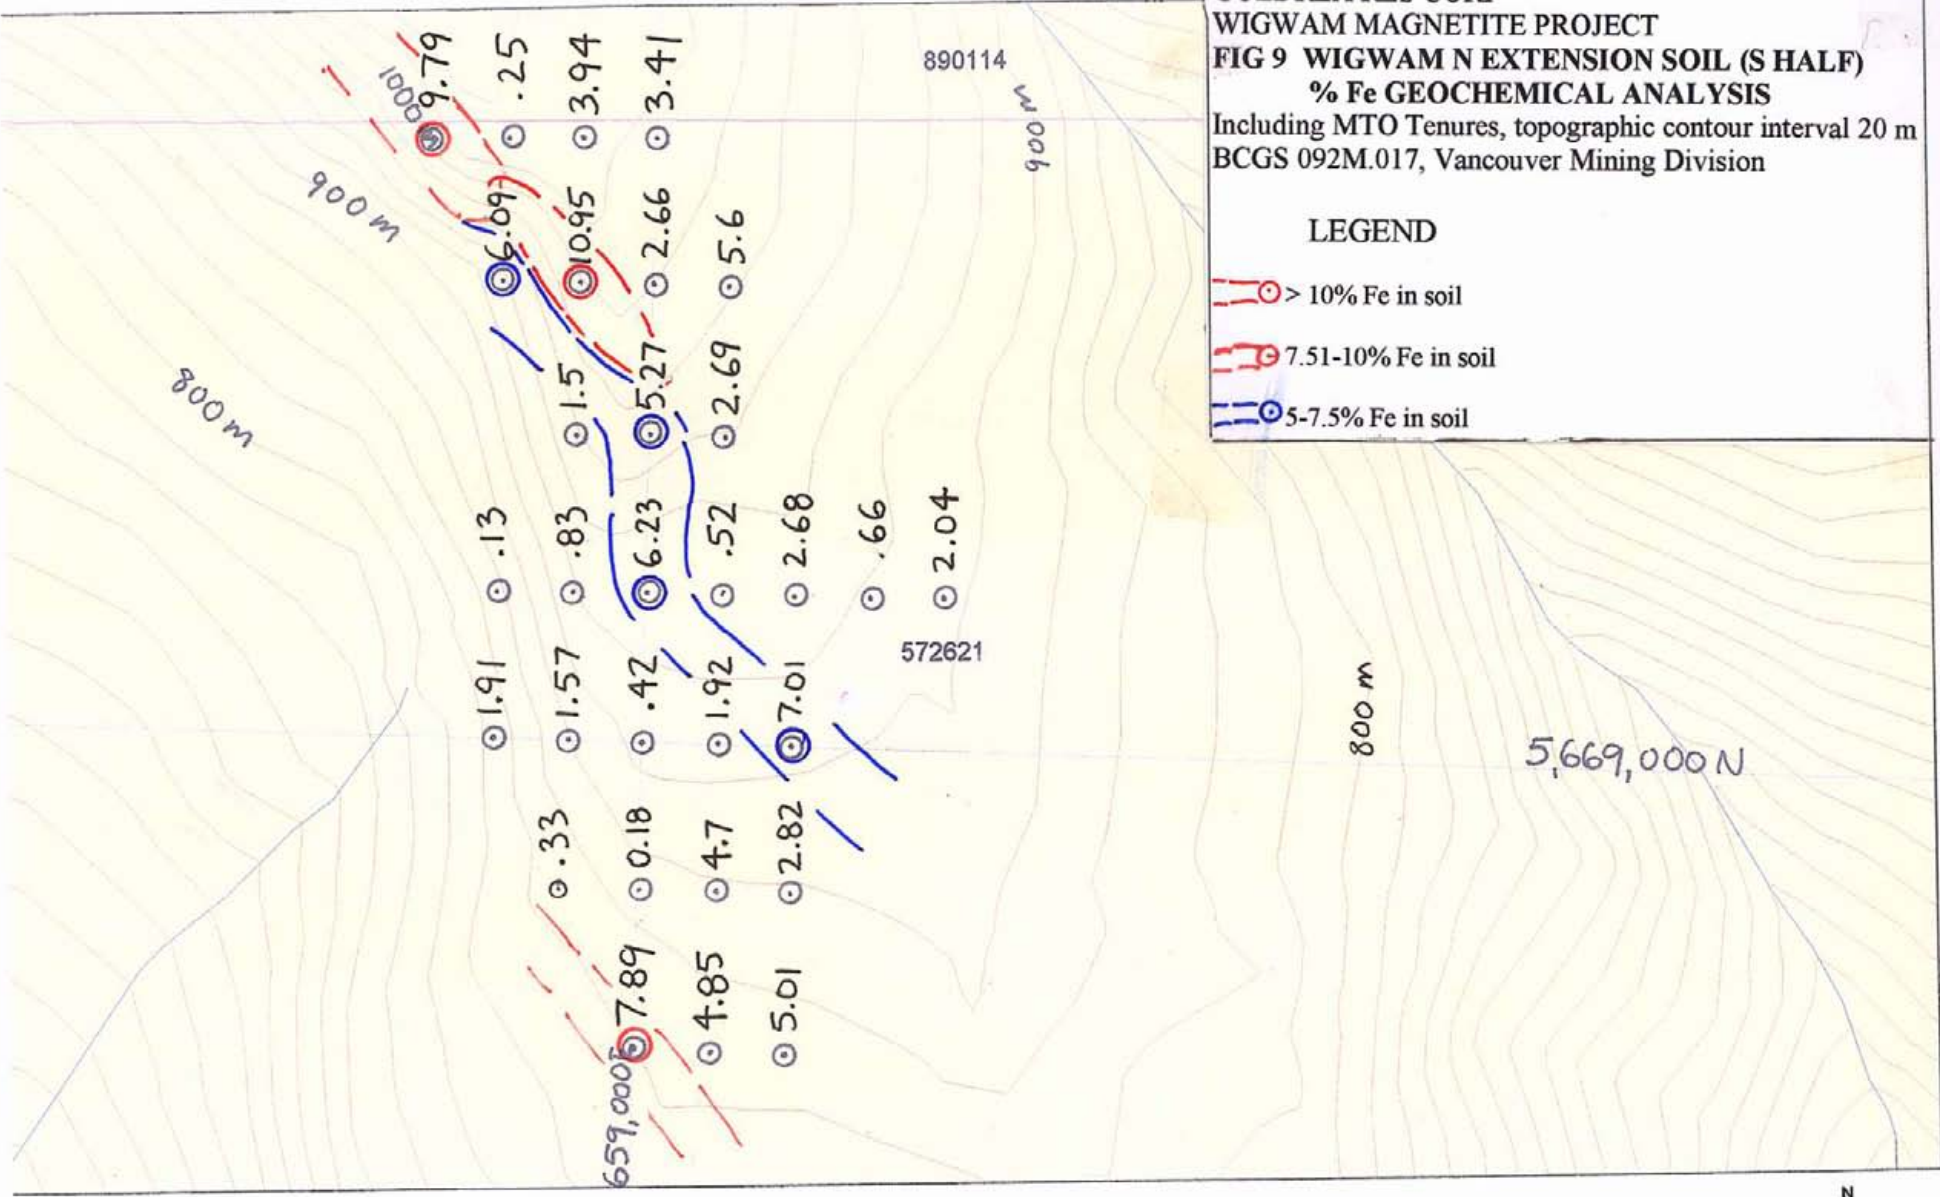 WIGWAM MAGNETITE PROJECT
FIG 9 WIGWAM N EXTENSION SOIL (S HALF)
% Fe GEOCHEMICAL ANALYSIS
Including MTO Tenures, topographic contour interval 20 m
BCGS 092M.017, Vancouver Mining Division
LEGEND
> 10% Fe in soil
7.51-10% Fe in soil
5-7.5% Fe in soil
890114
900 m
1000
9.79
.25
3.94
3.41
900 m
6.09
10.95
2.66
5.6
800 m
1.5
5.27
2.69
.13
.83
6.23
.52
2.68
.66
2.04
572621
1.91
1.57
.42
1.92
7.01
800 m
5,669,000 N
.33
0.18
4.7
2.82
7.89
4.85
5.01
N